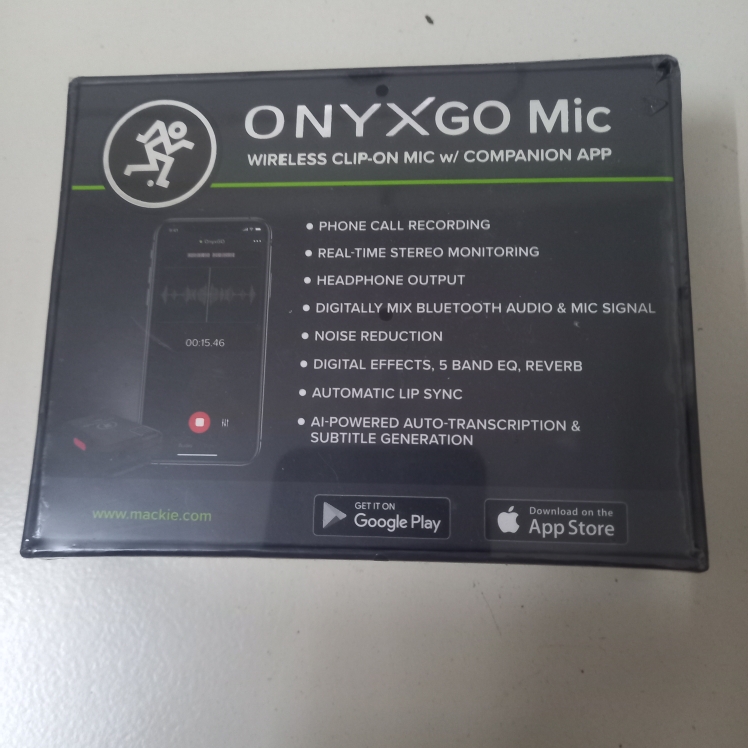 ONYXGO Mic
WIRELESS CLIP-ON MIC w/ COMPANION APP
• PHONE CALL RECORDING
• REAL-TIME STEREO MONITORING
• HEADPHONE OUTPUT
• DIGITALLY MIX BLUETOOTH AUDIO & MIC SIGNAL
• NOISE REDUCTION
• DIGITAL EFFECTS, 5 BAND EQ, REVERB
• AUTOMATIC LIP SYNC
• AI-POWERED AUTO-TRANSCRIPTION &
SUBTITLE GENERATION
00:15.46
www.mackie.com
GET IT ON
Google Play
Download on the
App Store